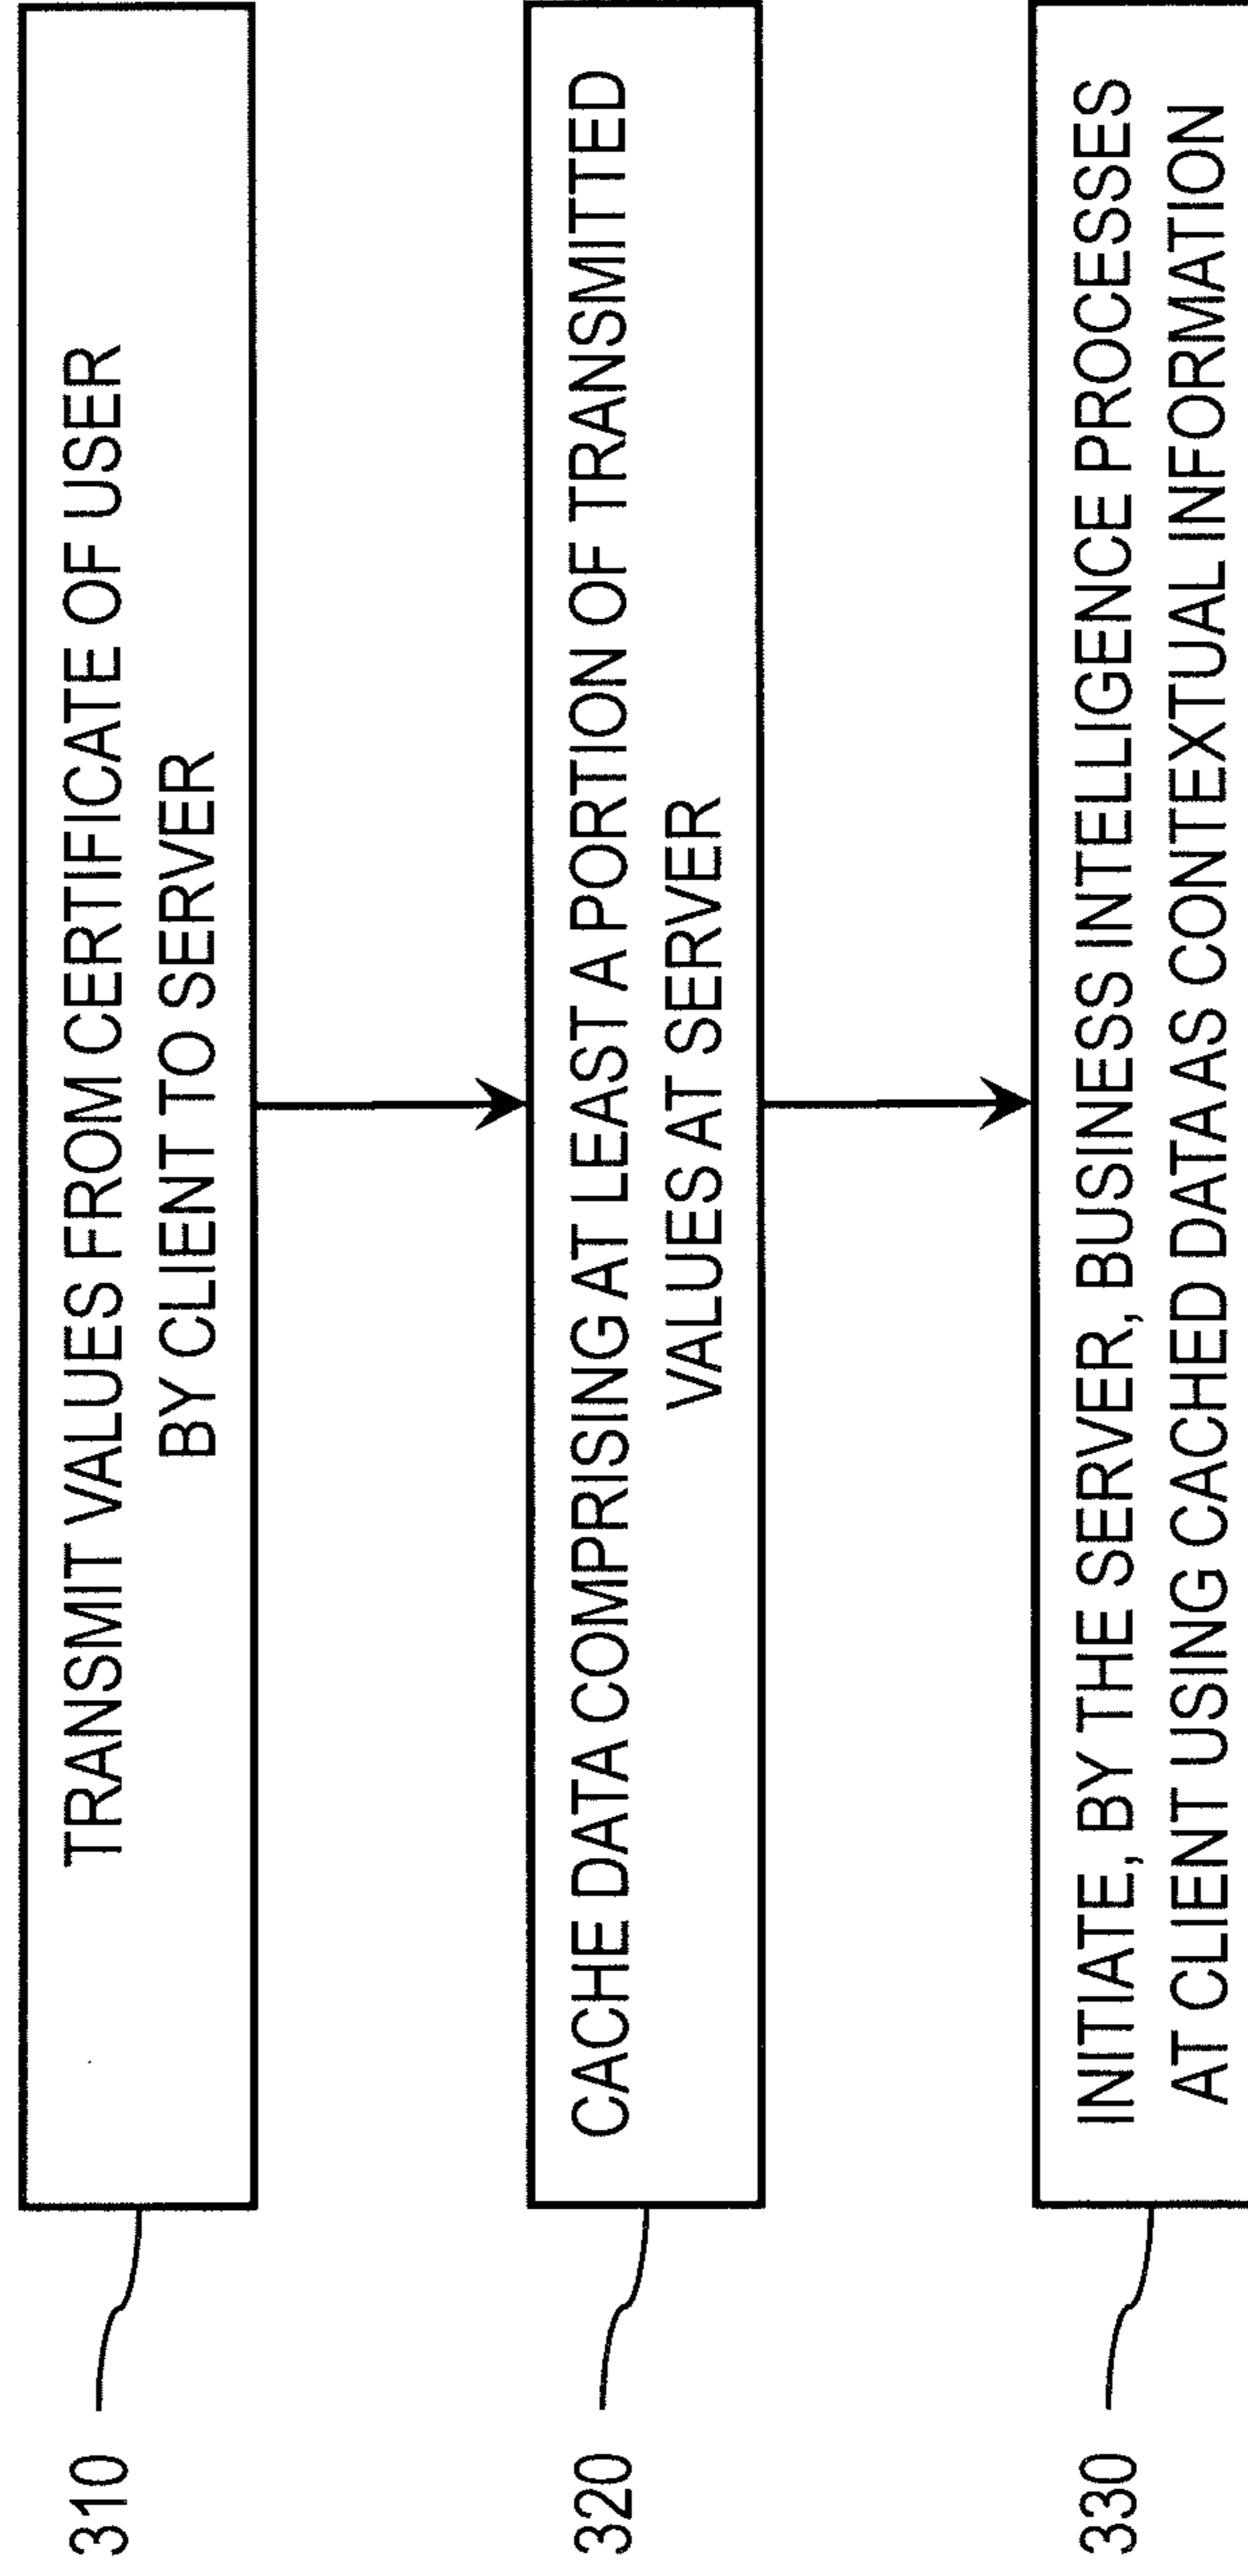 310
TRANSMIT VALUES FROM CERTIFICATE OF USER
BY CLIENT TO SERVER
320
CACHE DATA COMPRISING AT LEAST A PORTION OF TRANSMITTED
VALUES AT SERVER
330
INITIATE, BY THE SERVER, BUSINESS INTELLIGENCE PROCESSES
AT CLIENT USING CACHED DATA AS CONTEXTUAL INFORMATION